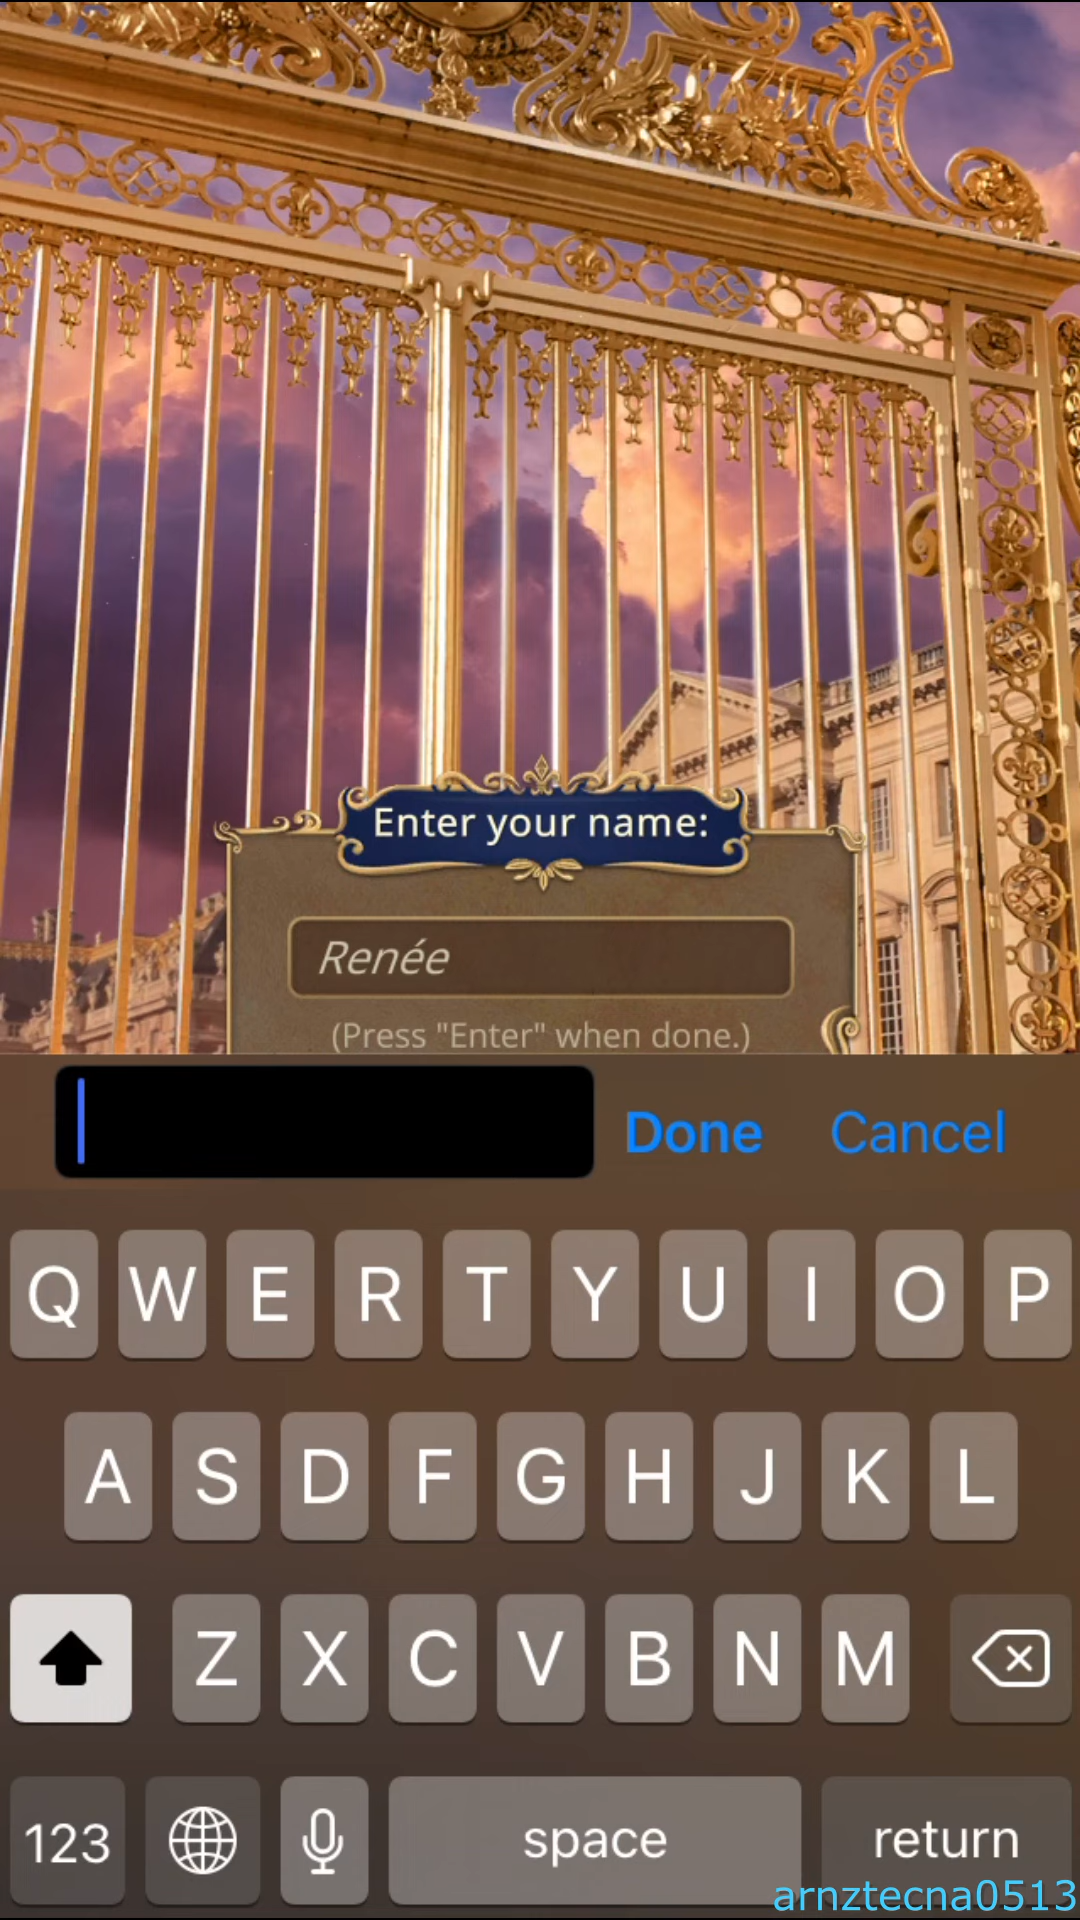 Enter your name:
Renée
(Press "Enter" when done.)
Done Cancel
Q W E R T Y U I O P
A S D F G H J K L
Z X C V B N M
123 space return
arnztecna0513